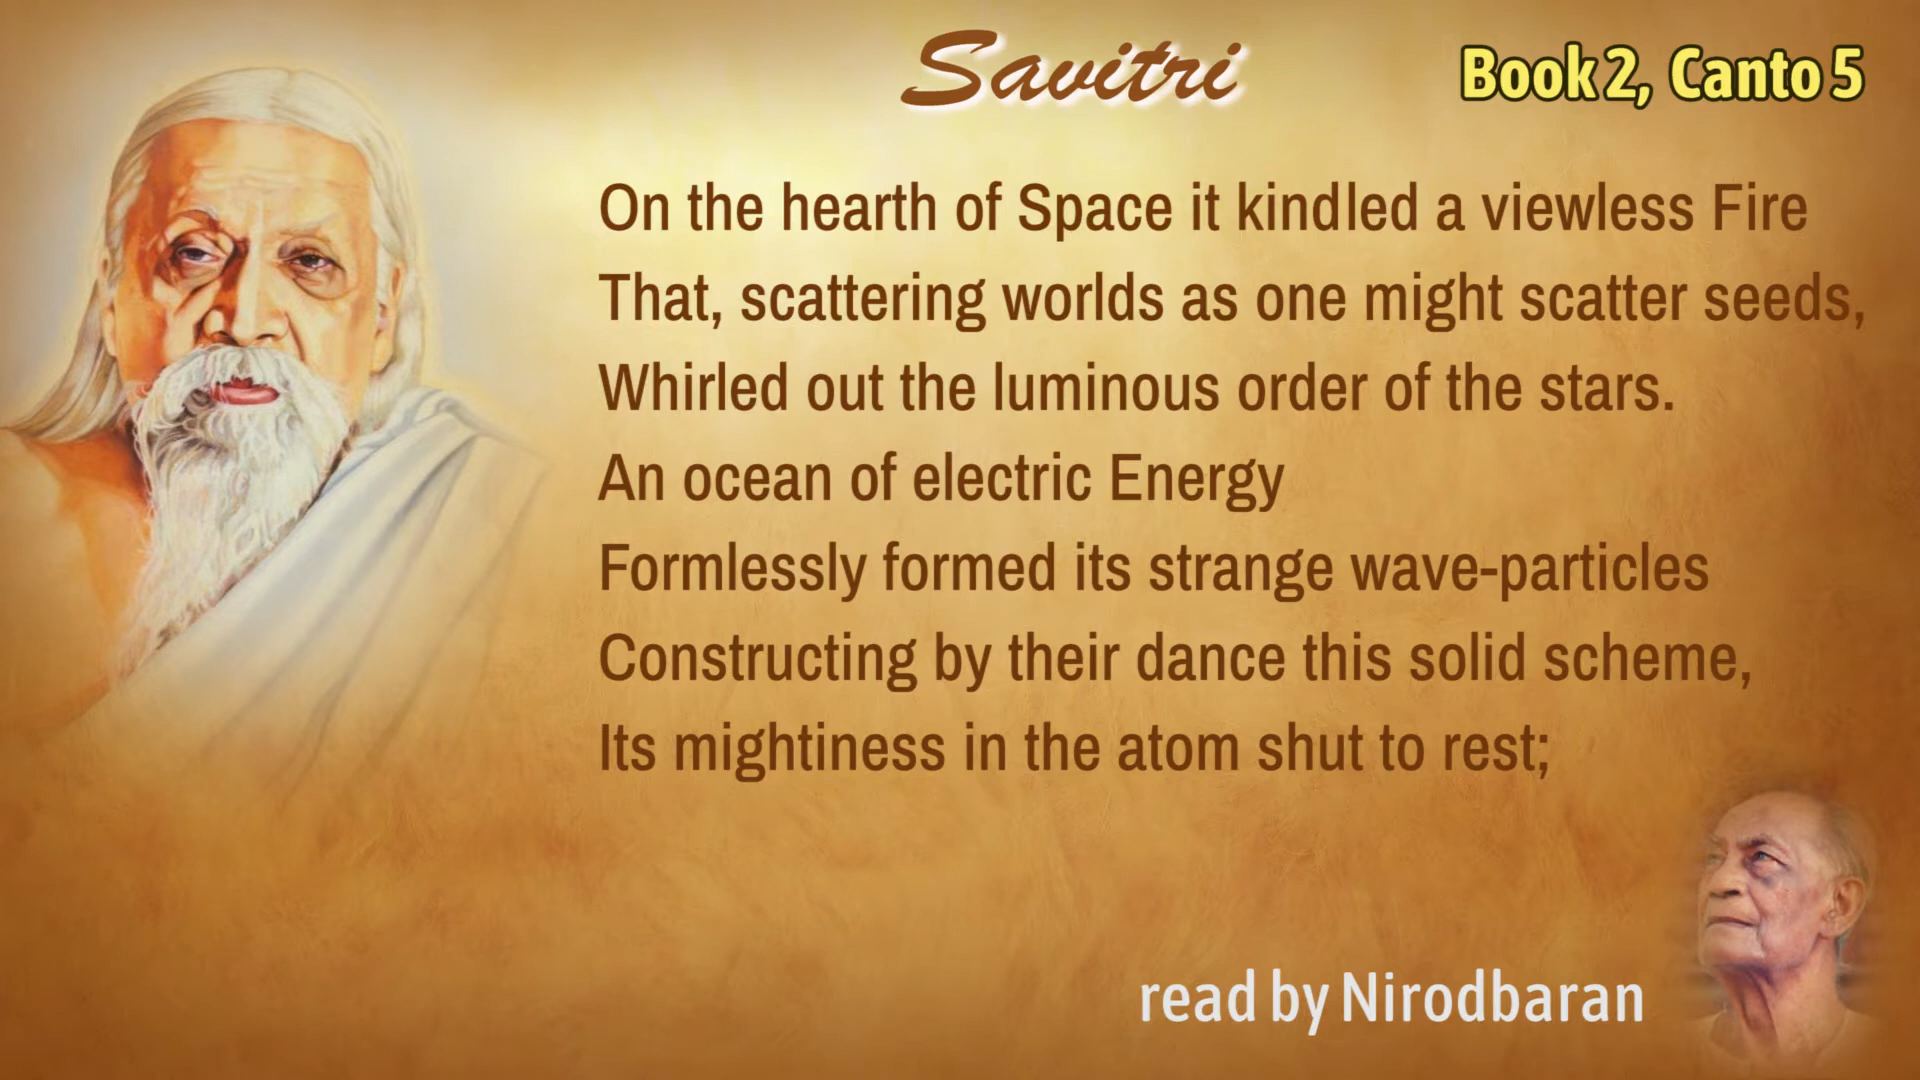 Savitri
Book 2, Canto 5
On the hearth of Space it kindled a viewless Fire
That, scattering worlds as one might scatter seeds,
Whirled out the luminous order of the stars.
An ocean of electric Energy
Formlessly formed its strange wave-particles
Constructing by their dance this solid scheme,
Its mightiness in the atom shut to rest;
read by Nirodbaran